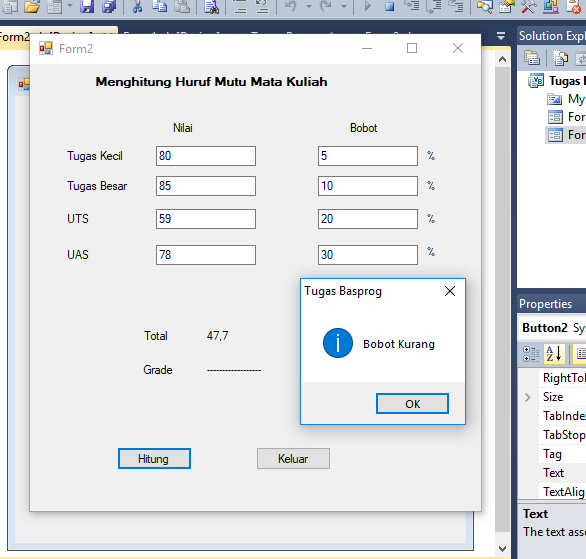 Form2
Solution Expl
Menghitung Huruf Mutu Mata Kuliah
Tugas
My
For
For
Nilai Bobot
Tugas Kecil 80 5 %
Tugas Besar 85 10 %
UTS 59 20 %
UAS 78 30 %
Tugas Basprog
Bobot Kurang
OK
Total 47,7
Grade -----------------
Hitung Keluar
Properties
Button2 Sy
RightTo
Size
TabInde
TabStop
Tag
Text
TextAlig
Text
The text ass